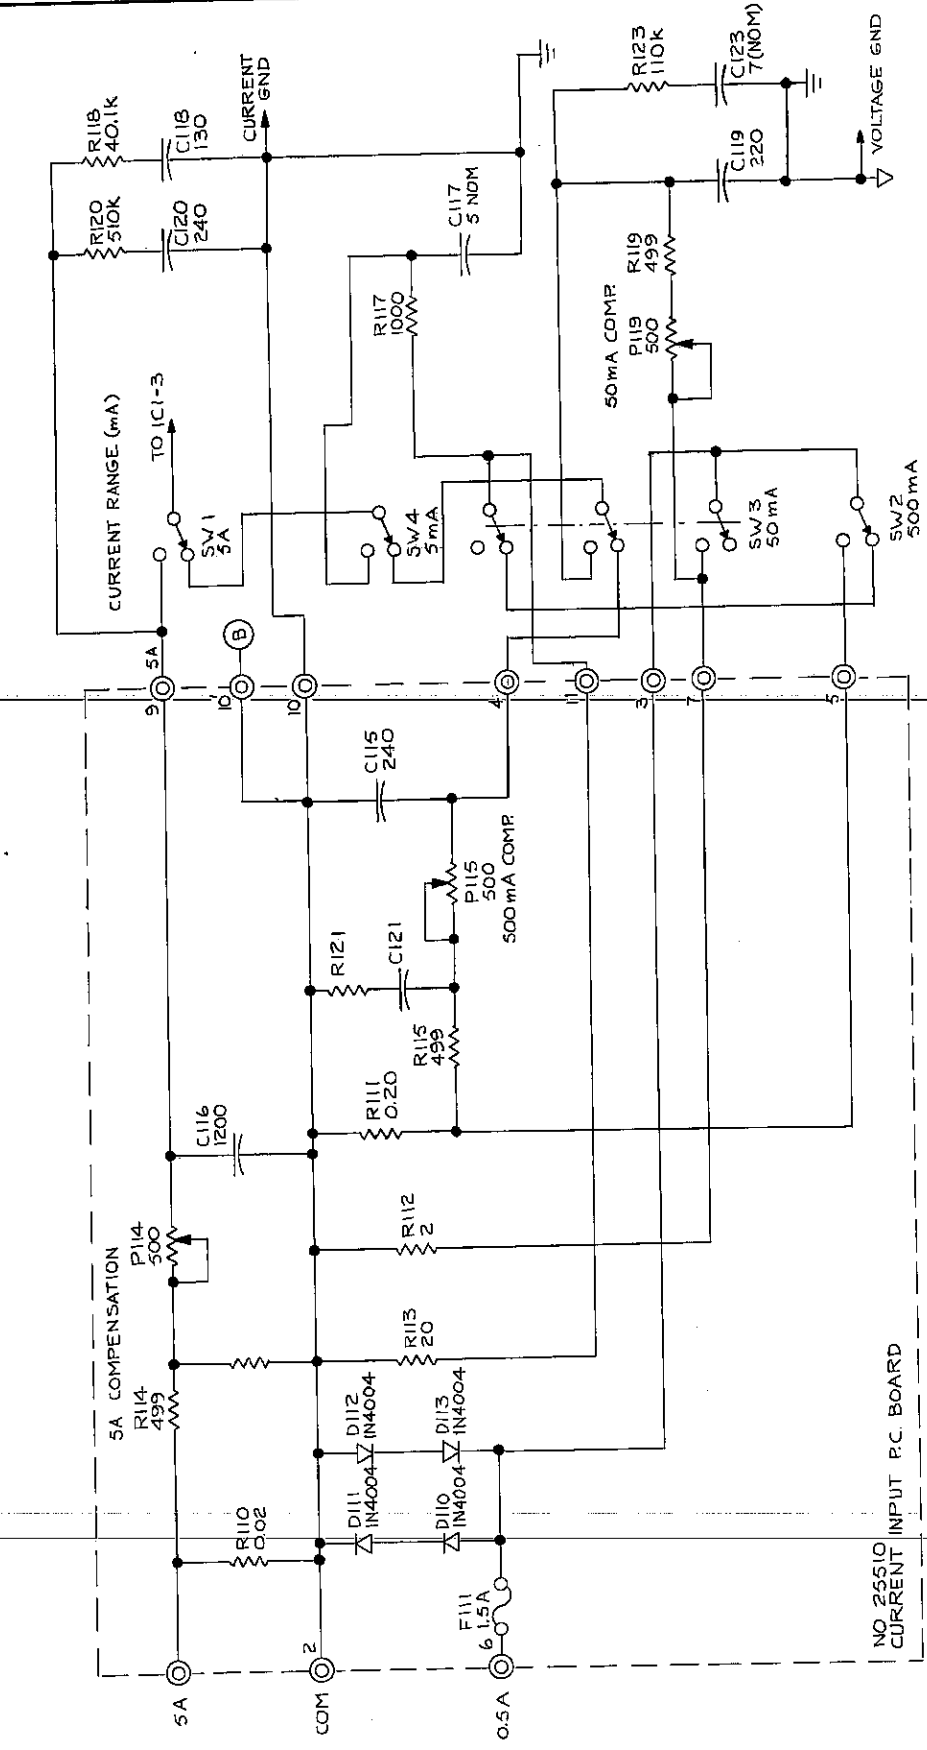 5A
COM
2
0.5A
6
F111
1.5A
R110
0.02
5A COMPENSATION
R114
499
P114
500
C116
1200
D111
1N4004
D112
1N4004
D110
1N4004
D113
1N4004
R113
20
R112
2
R111
0.20
R115
499
R121
C121
P115
500
500mA COMP.
C115
240
NO 25510
CURRENT INPUT P.C. BOARD
9
5A
10
B
10
4
1
3
7
5
CURRENT RANGE (mA)
TO IC1-3
SW1
5A
SW4
5mA
SW3
50mA
SW2
500mA
R117
1000
C117
5 NOM
50mA COMP.
P119
500
R119
499
R120
510K
C120
240
R118
40.1K
C118
130
CURRENT
GND
R123
110K
C123
7(NOM)
C119
220
VOLTAGE GND